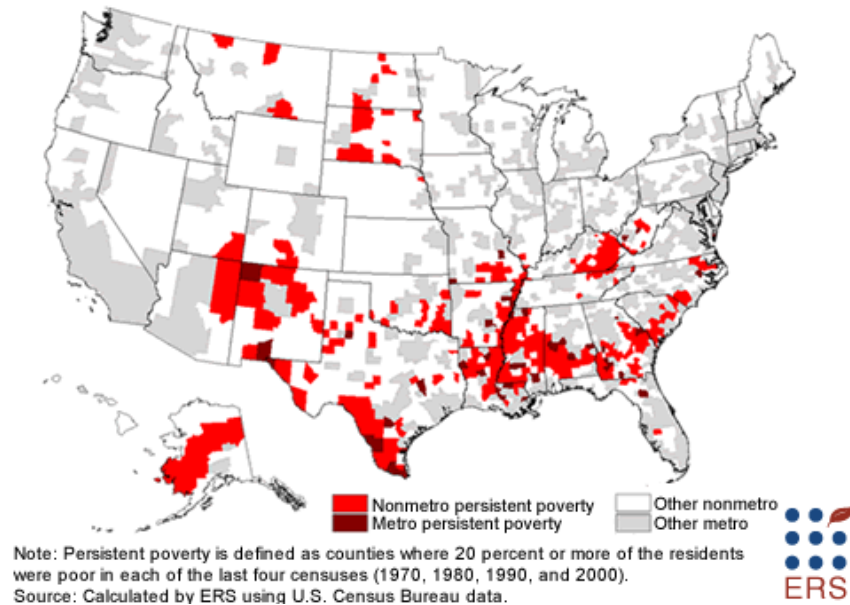 Nonmetro persistent poverty
Metro persistent poverty
Other nonmetro
Other metro
Note: Persistent poverty is defined as counties where 20 percent or more of the residents
were poor in each of the last four censuses (1970, 1980, 1990, and 2000).
Source: Calculated by ERS using U.S. Census Bureau data.
ERS